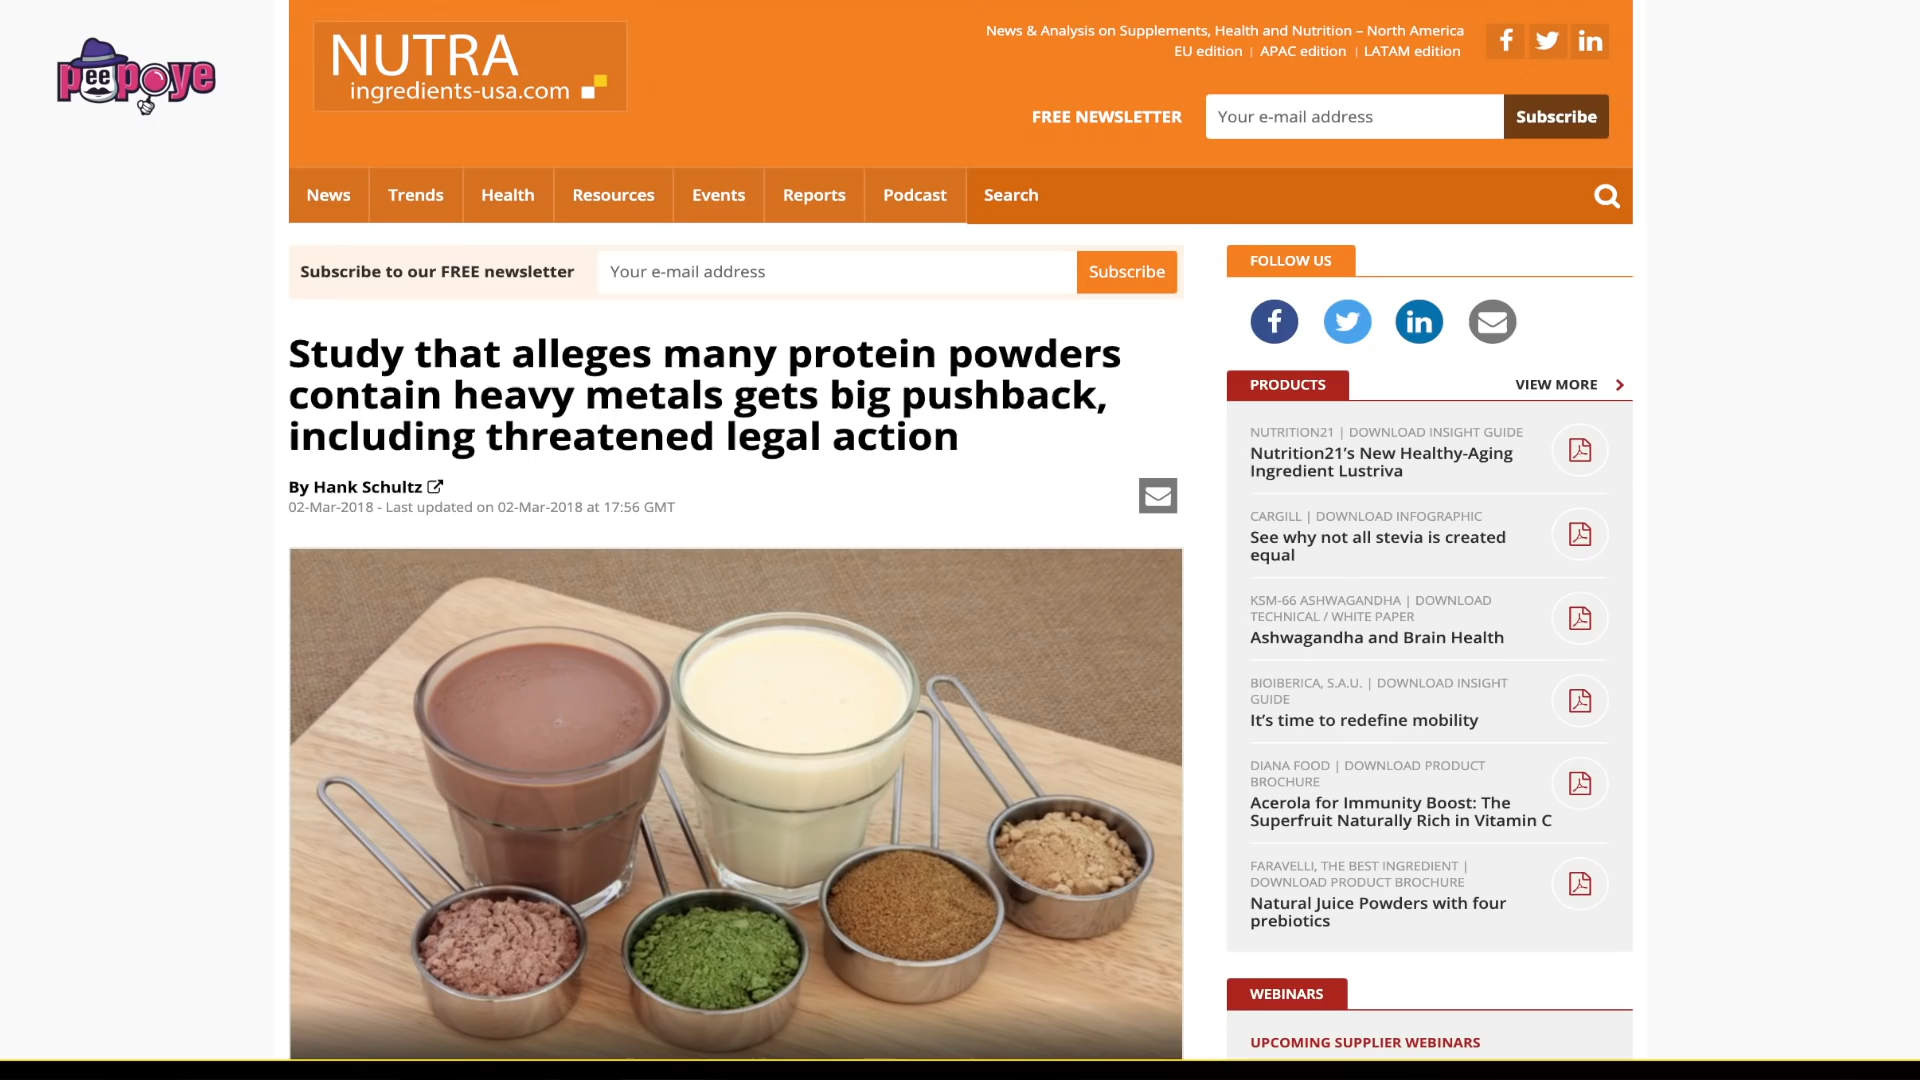 peepoye
NUTRA
ingredients-usa.com
News & Analysis on Supplements, Health and Nutrition – North America
EU edition | APAC edition | LATAM edition
FREE NEWSLETTER
Your e-mail address
Subscribe
News
Trends
Health
Resources
Events
Reports
Podcast
Search
Subscribe to our FREE newsletter
Your e-mail address
Subscribe
Study that alleges many protein powders
contain heavy metals gets big pushback,
including threatened legal action
By Hank Schultz
02-Mar-2018 - Last updated on 02-Mar-2018 at 17:56 GMT
FOLLOW US
PRODUCTS
VIEW MORE
NUTRITION21 | DOWNLOAD INSIGHT GUIDE
Nutrition21’s New Healthy-Aging
Ingredient Lustriva
CARGILL | DOWNLOAD INFOGRAPHIC
See why not all stevia is created
equal
KSM-66 ASHWAGANDHA | DOWNLOAD
TECHNICAL / WHITE PAPER
Ashwagandha and Brain Health
BIOIBERICA, S.A.U. | DOWNLOAD INSIGHT
GUIDE
It’s time to redefine mobility
DIANA FOOD | DOWNLOAD PRODUCT
BROCHURE
Acerola for Immunity Boost: The
Superfruit Naturally Rich in Vitamin C
FARAVELLI, THE BEST INGREDIENT |
DOWNLOAD PRODUCT BROCHURE
Natural Juice Powders with four
prebiotics
WEBINARS
UPCOMING SUPPLIER WEBINARS